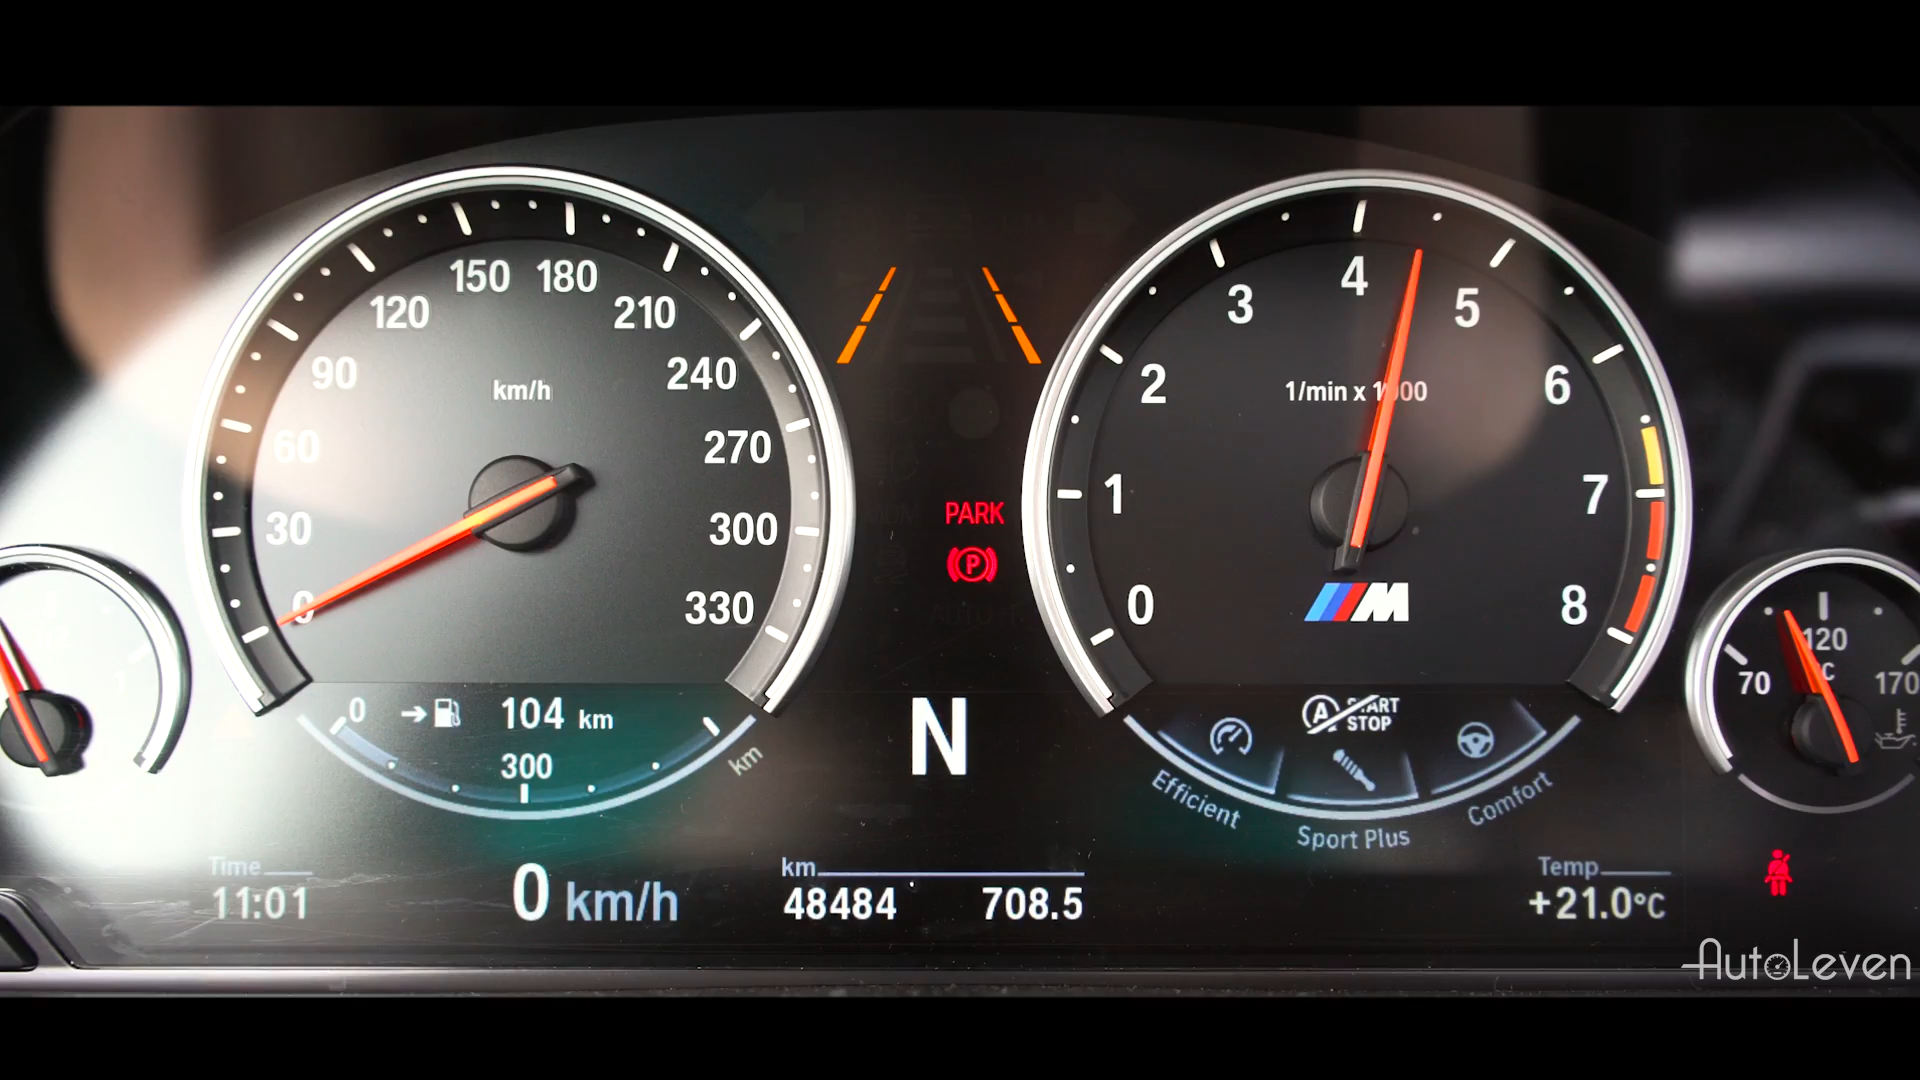 150 180
120 210
90 240
km/h
60 270
30 300
0 330
4
3 5
2 6
1/min x 1000
1 7
0 8
M
PARK
P
0 104 km
300
km
N
A START
STOP
Efficient
Sport Plus
Comfort
120
°C
70 170
Time
11:01
0 km/h
km
48484 708.5
Temp
+21.0°C
AutoLeven